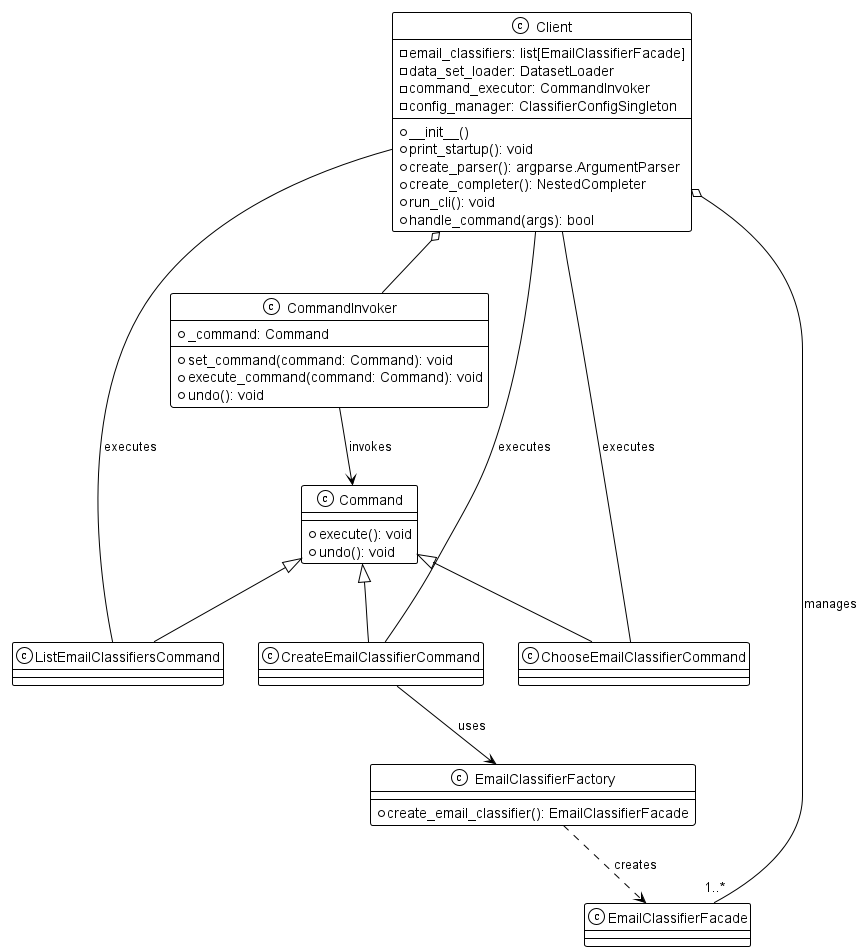 C Client
email_classifiers: list[EmailClassifierFacade]
data_set_loader: DatasetLoader
command_executor: CommandInvoker
config_manager: ClassifierConfigSingleton
__init__()
print_startup(): void
create_parser(): argparse.ArgumentParser
create_completer(): NestedCompleter
run_cli(): void
handle_command(args): bool
C CommandInvoker
_command: Command
set_command(command: Command): void
execute_command(command: Command): void
undo(): void
executes
invokes
executes
executes
C Command
execute(): void
undo(): void
manages
C ListEmailClassifiersCommand
C CreateEmailClassifierCommand
C ChooseEmailClassifierCommand
uses
C EmailClassifierFactory
create_email_classifier(): EmailClassifierFacade
creates
1..*
C EmailClassifierFacade